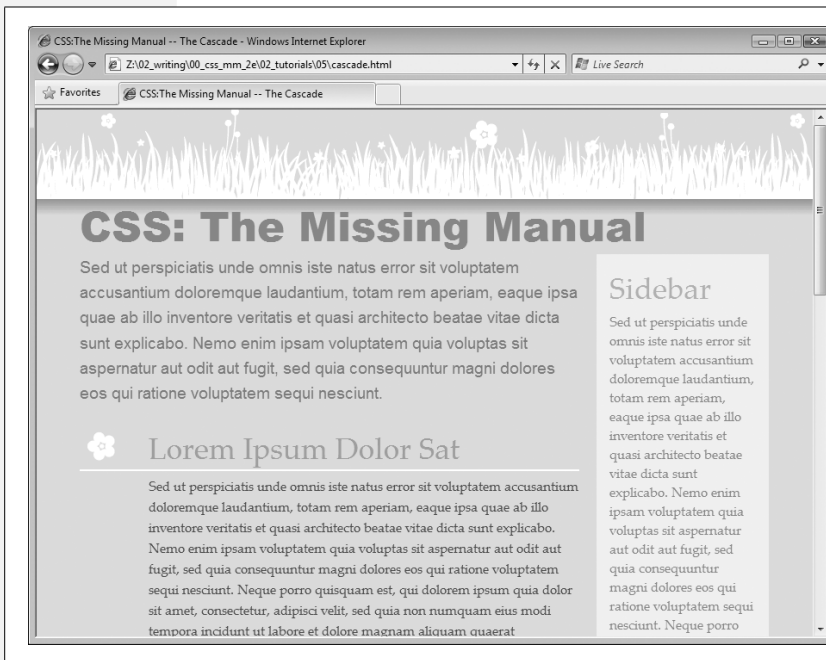 CSS:The Missing Manual -- The Cascade - Windows Internet Explorer
Z:\02_writing\00_css_mm_2e\02_tutorials\05\cascade.html
Live Search
Favorites
CSS:The Missing Manual -- The Cascade
CSS: The Missing Manual
Sed ut perspiciatis unde omnis iste natus error sit voluptatem
accusantium doloremque laudantium, totam rem aperiam, eaque ipsa
quae ab illo inventore veritatis et quasi architecto beatae vitae dicta
sunt explicabo. Nemo enim ipsam voluptatem quia voluptas sit
aspernatur aut odit aut fugit, sed quia consequuntur magni dolores
eos qui ratione voluptatem sequi nesciunt.
Lorem Ipsum Dolor Sat
Sed ut perspiciatis unde omnis iste natus error sit voluptatem accusantium
doloremque laudantium, totam rem aperiam, eaque ipsa quae ab illo
inventore veritatis et quasi architecto beatae vitae dicta sunt explicabo.
Nemo enim ipsam voluptatem quia voluptas sit aspernatur aut odit aut
fugit, sed quia consequuntur magni dolores eos qui ratione voluptatem
sequi nesciunt. Neque porro quisquam est, qui dolorem ipsum quia dolor
sit amet, consectetur, adipisci velit, sed quia non numquam eius modi
tempora incidunt ut labore et dolore magnam aliquam quaerat
Sidebar
Sed ut perspiciatis unde
omnis iste natus error sit
voluptatem accusantium
doloremque laudantium,
totam rem aperiam,
eaque ipsa quae ab illo
inventore veritatis et
quasi architecto beatae
vitae dicta sunt
explicabo. Nemo enim
ipsam voluptatem quia
voluptas sit aspernatur
aut odit aut fugit, sed
quia consequuntur
magni dolores eos qui
ratione voluptatem sequi
nesciunt. Neque porro